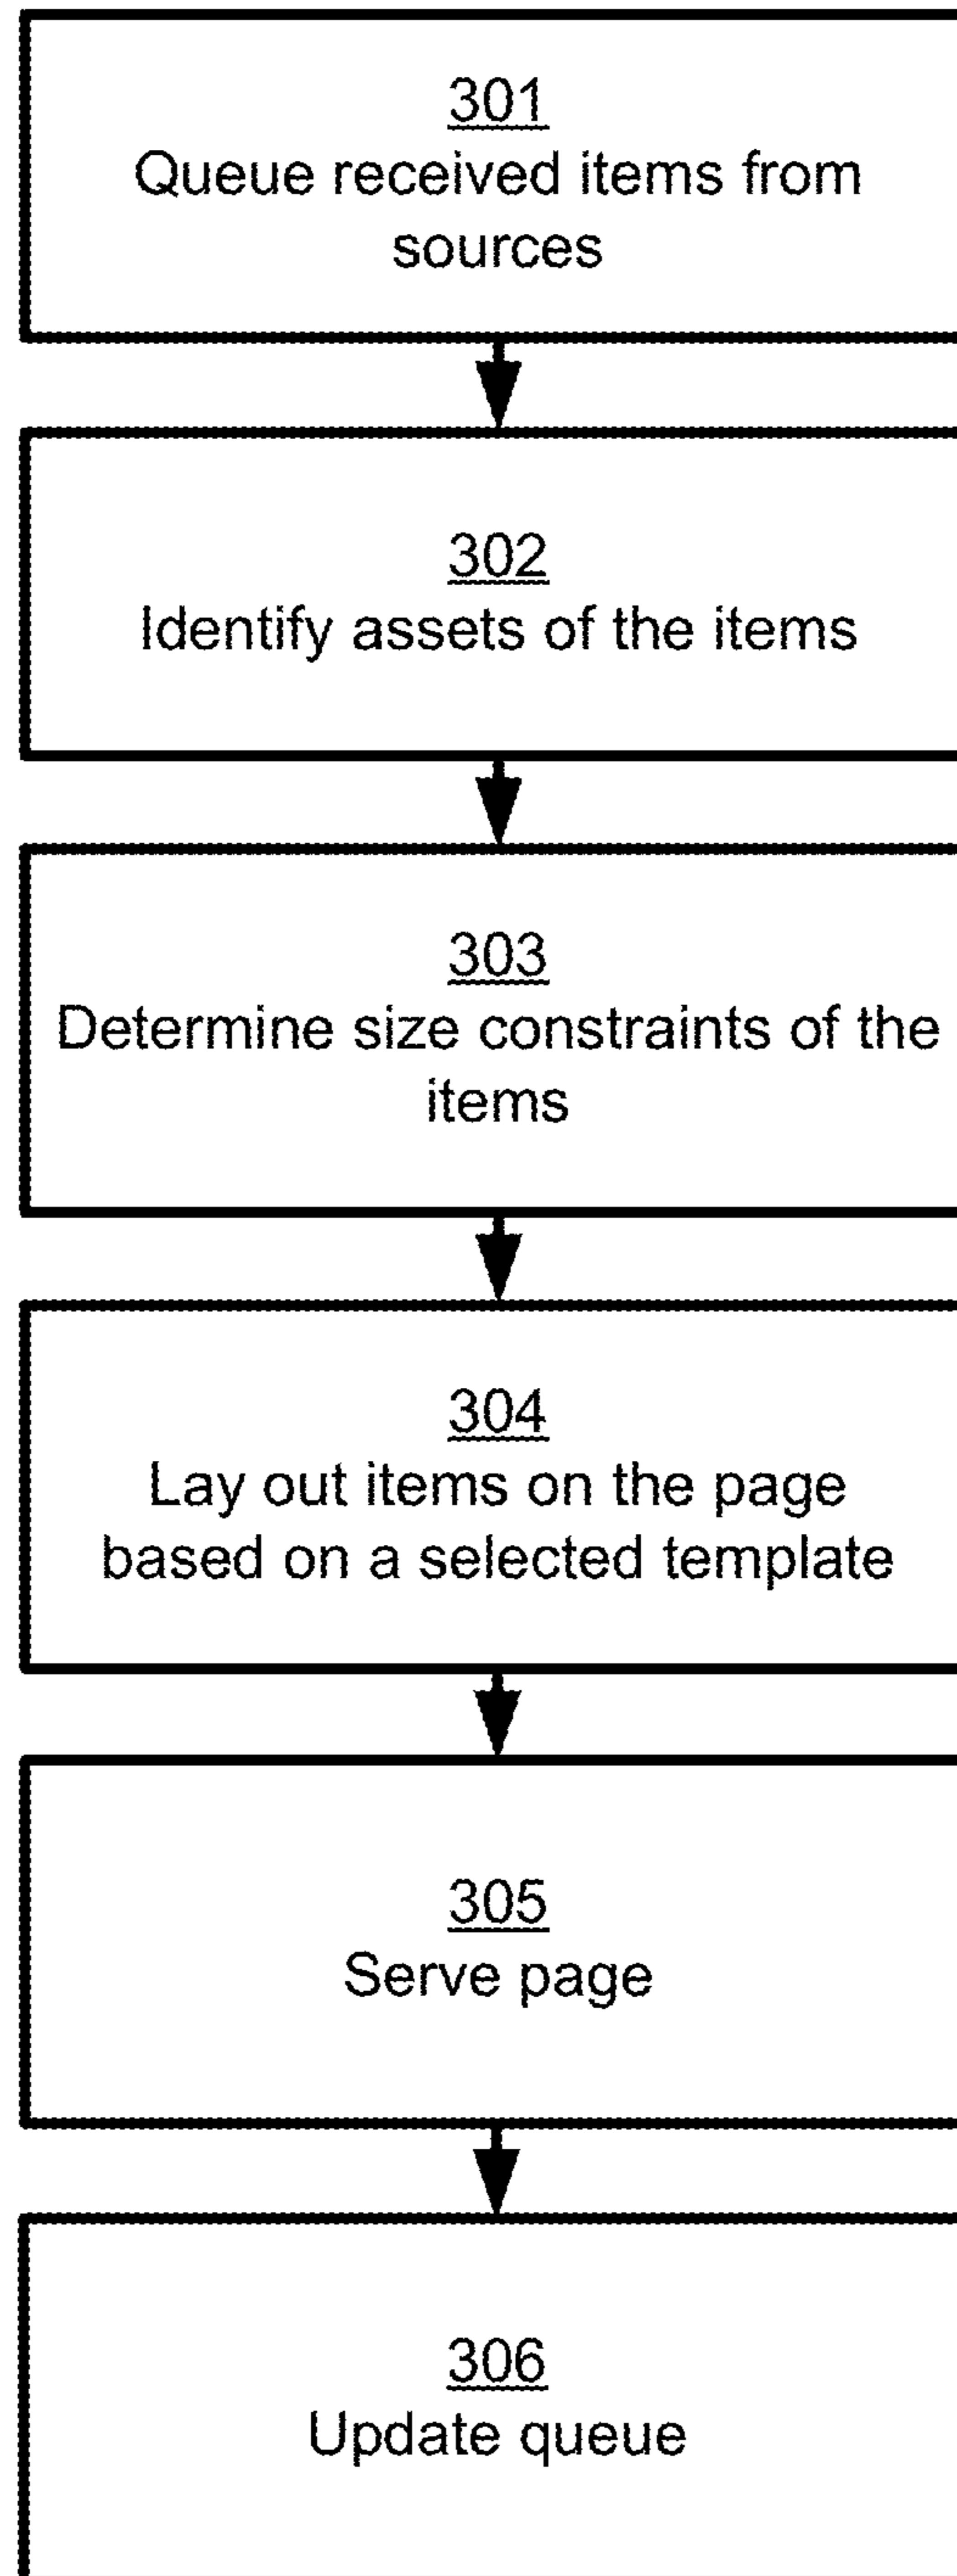 301
Queue received items from
sources
302
Identify assets of the items
303
Determine size constraints of the
items
304
Lay out items on the page
based on a selected template
305
Serve page
306
Update queue